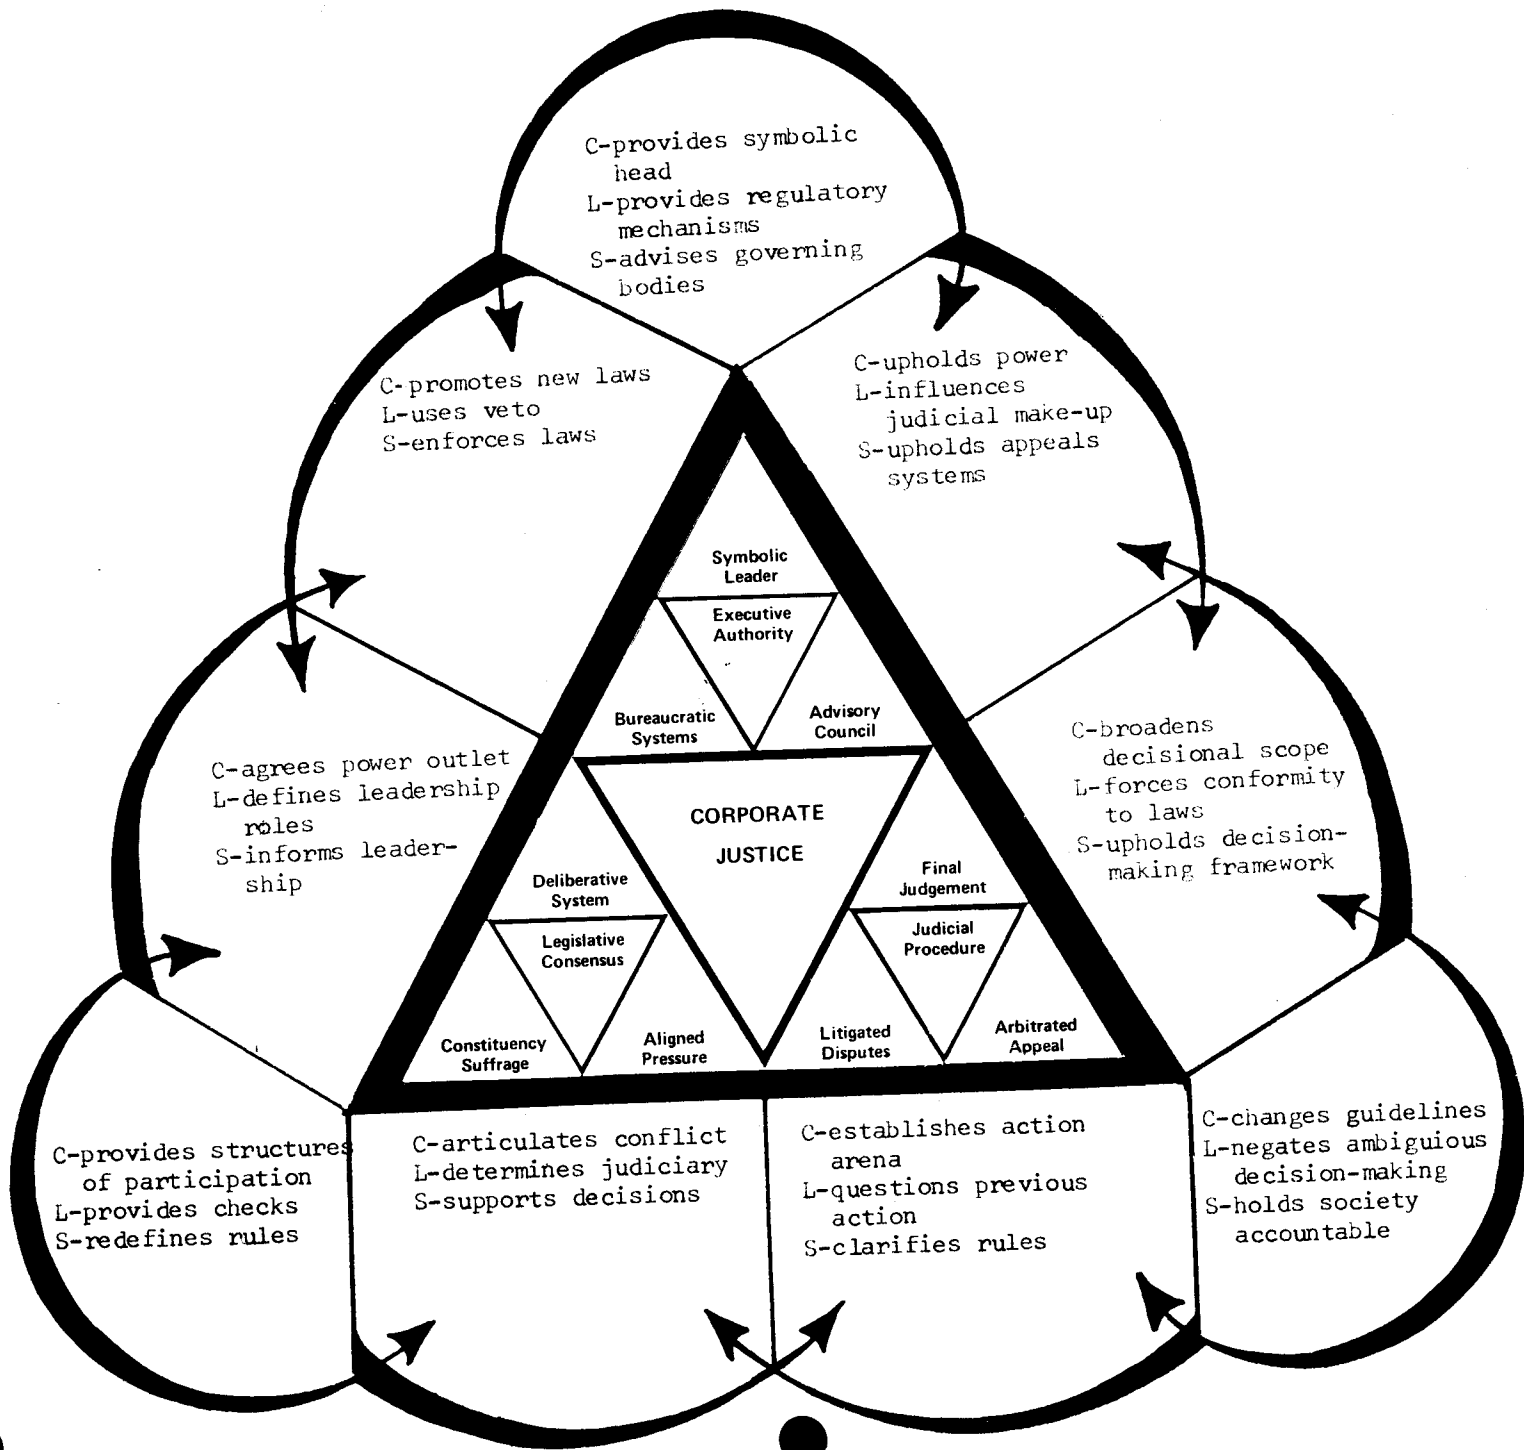 C-provides symbolic
head
L-provides regulatory
mechanisms
S-advises governing
bodies
C-promotes new laws
L-uses veto
S-enforces laws
C-upholds power
L-influences
judicial make-up
S-upholds appeals
systems
Symbolic
Leader
Executive
Authority
Bureaucratic
Systems
Advisory
Council
C-agrees power outlet
L-defines leadership
roles
S-informs leader-
ship
C-broadens
decisional scope
L-forces conformity
to laws
S-upholds decision-
making framework
CORPORATE
JUSTICE
Deliberative
System
Legislative
Consensus
Constituency
Suffrage
Aligned
Pressure
Final
Judgement
Judicial
Procedure
Litigated
Disputes
Arbitrated
Appeal
C-provides structures
of participation
L-provides checks
S-redefines rules
C-articulates conflict
L-determines judiciary
S-supports decisions
C-establishes action
arena
L-questions previous
action
S-clarifies rules
C-changes guidelines
L-negates ambiguious
decision-making
S-holds society
accountable